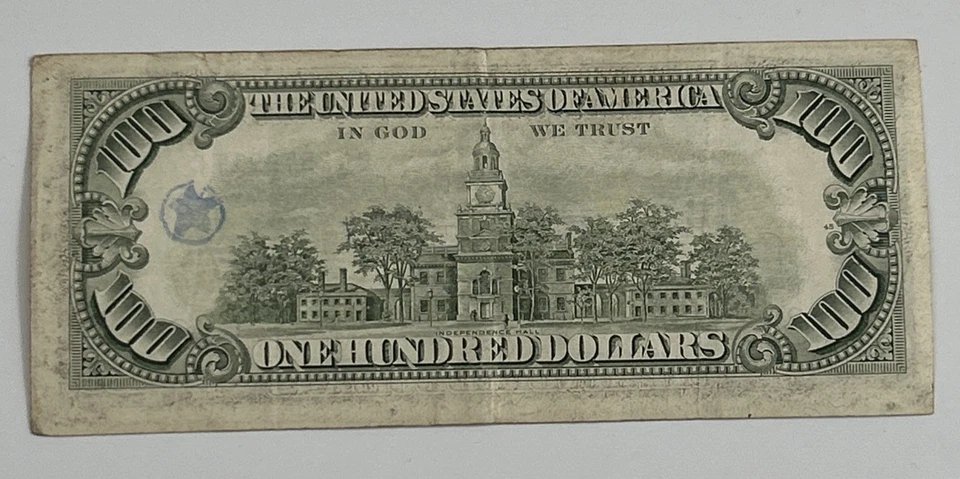 THE UNITED STATES OF AMERICA
100
100
IN GOD WE TRUST
INDEPENDENCE HALL
100
100
ONE HUNDRED DOLLARS